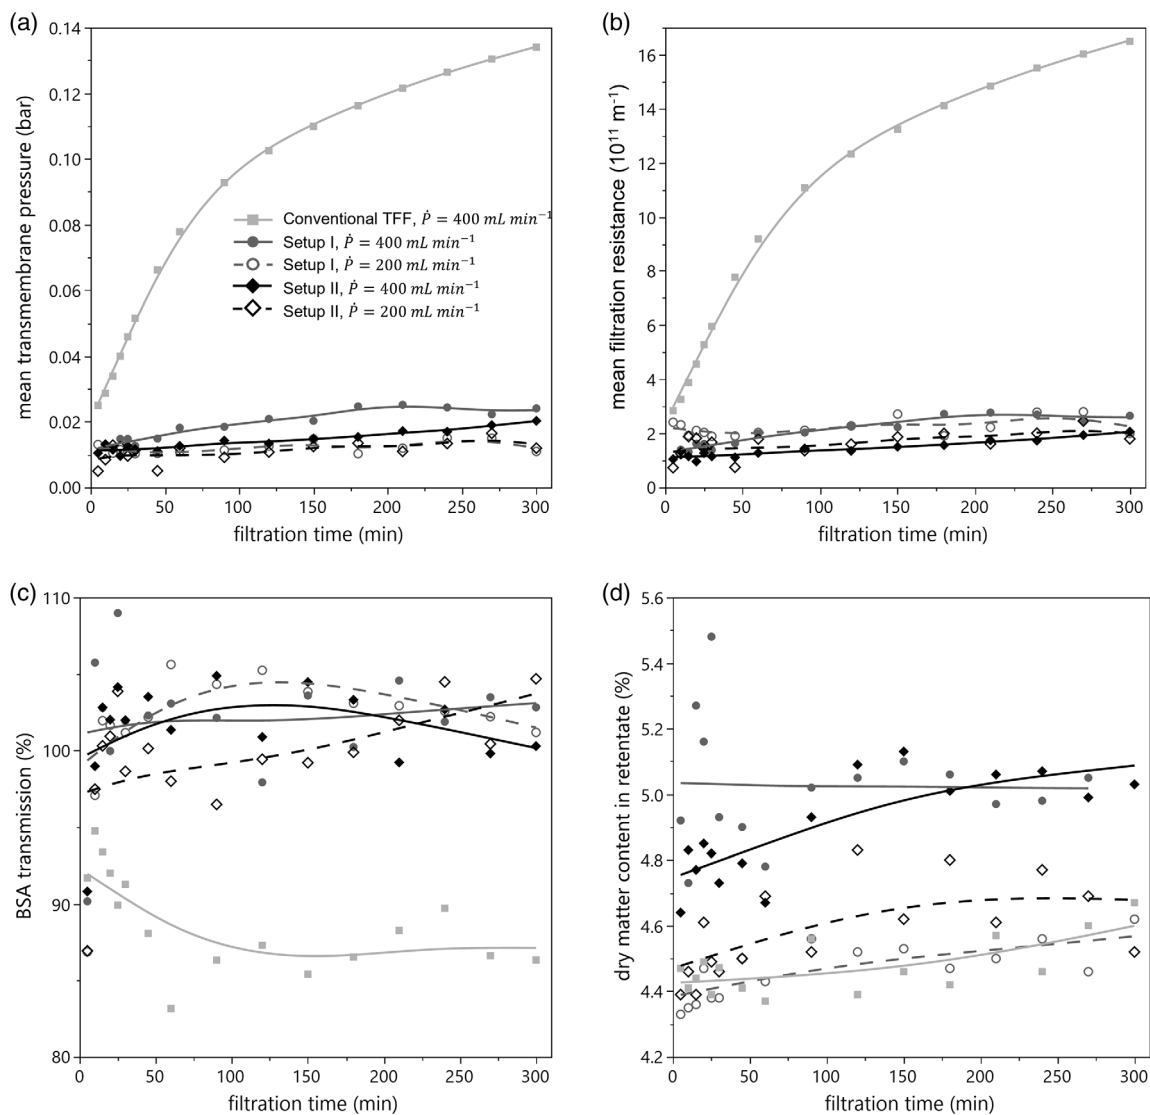 (a)
0.14
0.12
0.10
0.08
0.06
0.04
0.02
0.00
mean transmembrane pressure (bar)
Conventional TFF, Ṗ = 400 mL min⁻¹
Setup I, Ṗ = 400 mL min⁻¹
Setup I, Ṗ = 200 mL min⁻¹
Setup II, Ṗ = 400 mL min⁻¹
Setup II, Ṗ = 200 mL min⁻¹
0 50 100 150 200 250 300
filtration time (min)
(b)
16
14
12
10
8
6
4
2
0
mean filtration resistance (10¹¹ m⁻¹)
0 50 100 150 200 250 300
filtration time (min)
(c)
110
100
90
80
BSA transmission (%)
0 50 100 150 200 250 300
filtration time (min)
(d)
5.6
5.4
5.2
5.0
4.8
4.6
4.4
4.2
dry matter content in retentate (%)
0 50 100 150 200 250 300
filtration time (min)